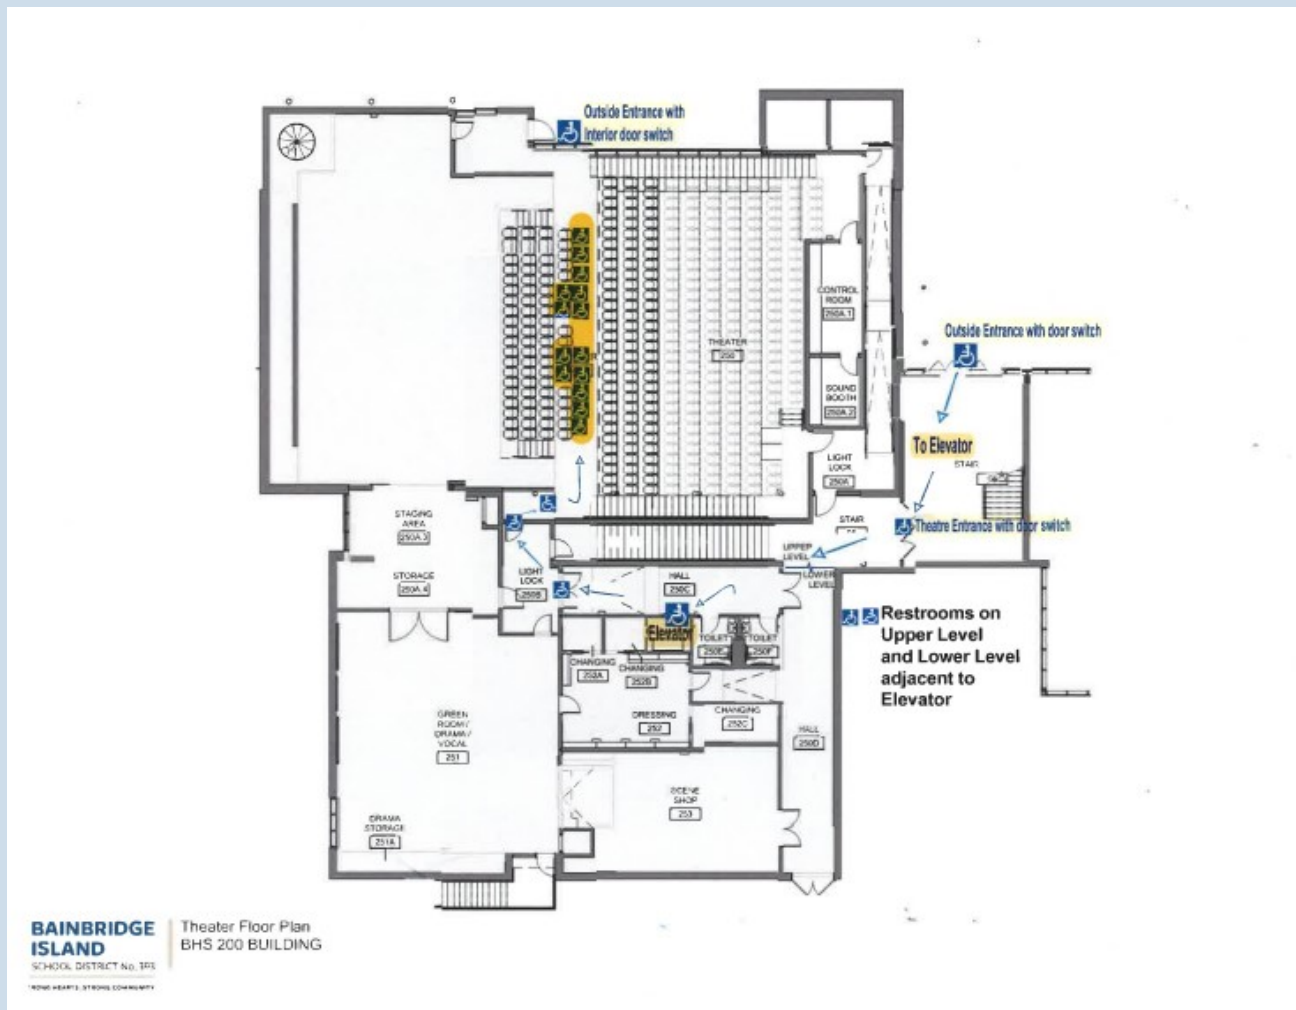 Outside Entrance with
Interior door switch
CONTROL
ROOM
250A.1
THEATER
250
Outside Entrance with door switch
SOUND
BOOTH
250A.2
To Elevator
STAIR
LIGHT
LOCK
250A
STAGING
AREA
250A.3
STAIR
Theatre Entrance with door switch
UPPER
LEVEL
LOWER
LEVEL
STORAGE
250A.4
LIGHT
LOCK
250B
HALL
250C
Elevator
TOILET
250E
TOILET
250F
Restrooms on
Upper Level
and Lower Level
adjacent to
Elevator
CHANGING
252A
CHANGING
252B
DRESSING
252
CHANGING
252C
HALL
250D
GREEN
ROOM /
DRAMA /
VOCAL
251
SCENE
SHOP
253
DRAMA
STORAGE
251A
BAINBRIDGE
ISLAND
SCHOOL DISTRICT No. 303
STRONG HEARTS. STRONG COMMUNITY
Theater Floor Plan
BHS 200 BUILDING